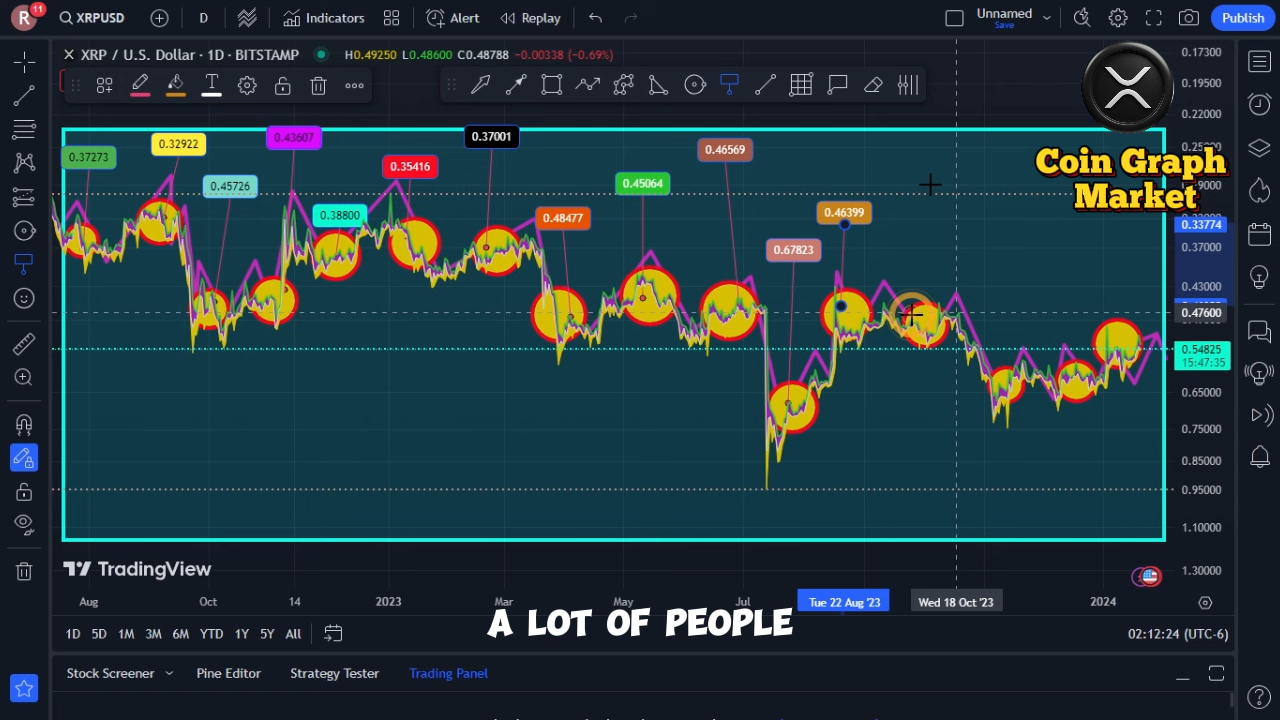 R 11 XRPUSD D Indicators Alert Replay Unnamed Save Publish
XRP / U.S. Dollar · 1D · BITSTAMP H0.49250 L0.48600 C0.48788 −0.00338 (−0.69%)
T
0.17300
0.19500
0.22000
Coin Graph
Market
0.37273
0.32922
0.45726
0.43607
0.38800
0.35416
0.37001
0.48477
0.45064
0.46569
0.67823
0.46399
0.33774
0.37000
0.43000
0.47600
0.54825
15:47:35
0.65000
0.75000
0.85000
0.95000
1.10000
1.30000
TradingView
Aug Oct 14 2023 Mar May Jul Tue 22 Aug '23 Wed 18 Oct '23 2024
A LOT OF PEOPLE
1D 5D 1M 3M 6M YTD 1Y 5Y All 02:12:24 (UTC-6)
Stock Screener Pine Editor Strategy Tester Trading Panel